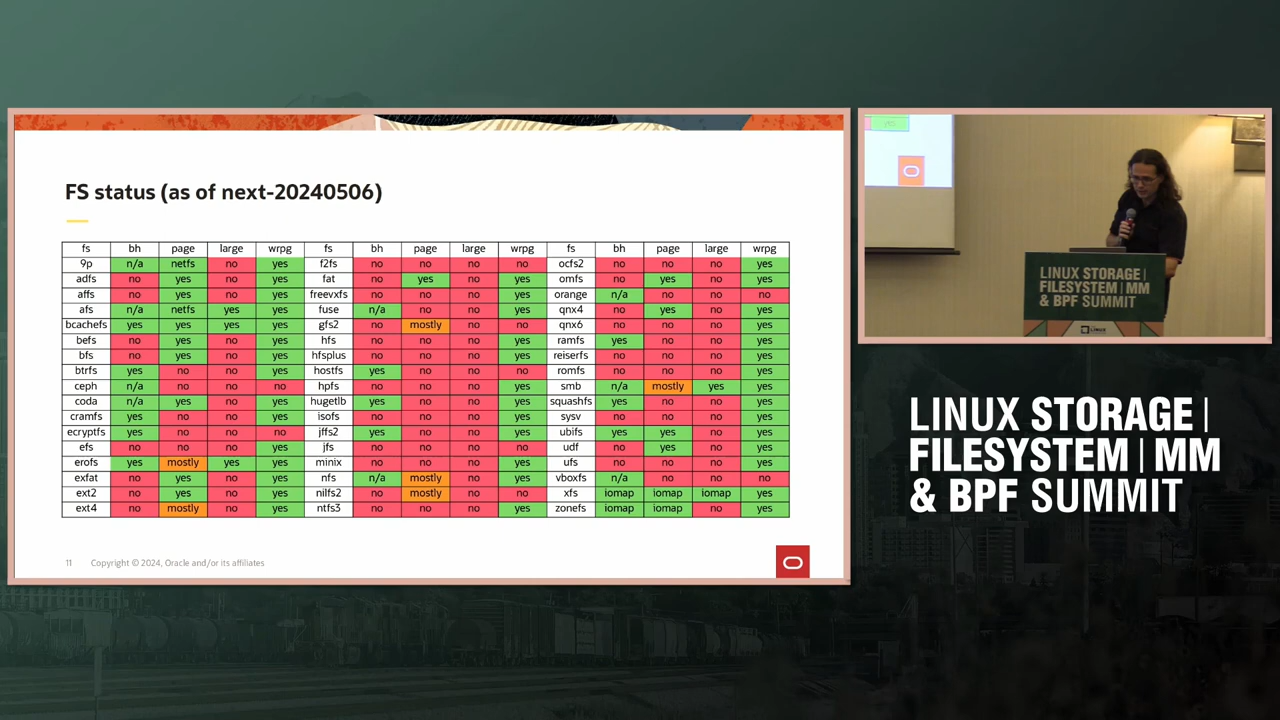 FS status (as of next-20240506)
fs bh page large wrpg fs bh page large wrpg fs bh page large wrpg
9p n/a netfs no yes f2fs no no no no ocfs2 no no no yes
adfs no yes no yes fat no yes no yes omfs no yes no yes
affs no yes no yes freevxfs no no no yes orange n/a no no no
afs n/a netfs yes yes fuse n/a no no yes qnx4 no yes no yes
bcachefs yes yes yes yes gfs2 no mostly no no qnx6 no no no yes
befs no yes no yes hfs no no no yes ramfs yes no no yes
bfs no yes no yes hfsplus no no no yes reiserfs no no no yes
btrfs yes no no yes hostfs yes no no yes romfs no no no yes
ceph n/a no no no hpfs no no no yes smb n/a mostly yes yes
coda n/a yes no yes hugetlb yes no no yes squashfs yes no no yes
cramfs yes no no yes isofs no no no yes sysv no no no yes
ecryptfs yes no no no jffs2 yes no no yes ubifs yes yes no yes
efs no no no yes jfs no no no no udf no yes no yes
erofs yes mostly yes yes minix no no no yes ufs no no no yes
exfat no yes no yes nfs n/a mostly no yes vboxfs n/a no no no
ext2 no yes no yes nilfs2 no mostly no no xfs iomap iomap iomap yes
ext4 no mostly no yes ntfs3 no no no yes zonefs iomap iomap no yes
11 Copyright © 2024, Oracle and/or its affiliates
LINUX STORAGE |
FILESYSTEM | MM
& BPF SUMMIT
LINUX STORAGE |
FILESYSTEM | MM
& BPF SUMMIT